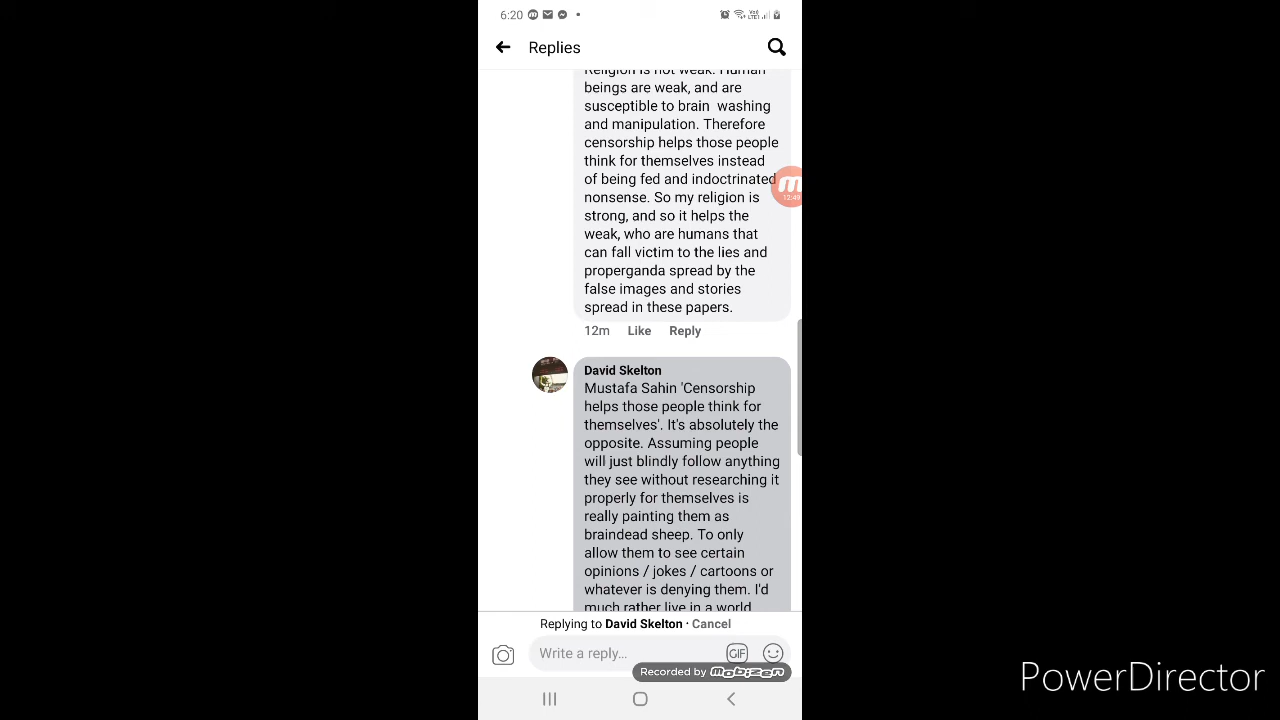 6:20
Replies
Religion is not weak. Human
beings are weak, and are
susceptible to brain washing
and manipulation. Therefore
censorship helps those people
think for themselves instead
of being fed and indoctrinated
nonsense. So my religion is
strong, and so it helps the
weak, who are humans that
can fall victim to the lies and
properganda spread by the
false images and stories
spread in these papers.
12:40
12m Like Reply
David Skelton
Mustafa Sahin 'Censorship
helps those people think for
themselves'. It's absolutely the
opposite. Assuming people
will just blindly follow anything
they see without researching it
properly for themselves is
really painting them as
braindead sheep. To only
allow them to see certain
opinions / jokes / cartoons or
whatever is denying them. I'd
much rather live in a world
Replying to David Skelton · Cancel
Write a reply...
GIF
Recorded by mobizen
PowerDirector